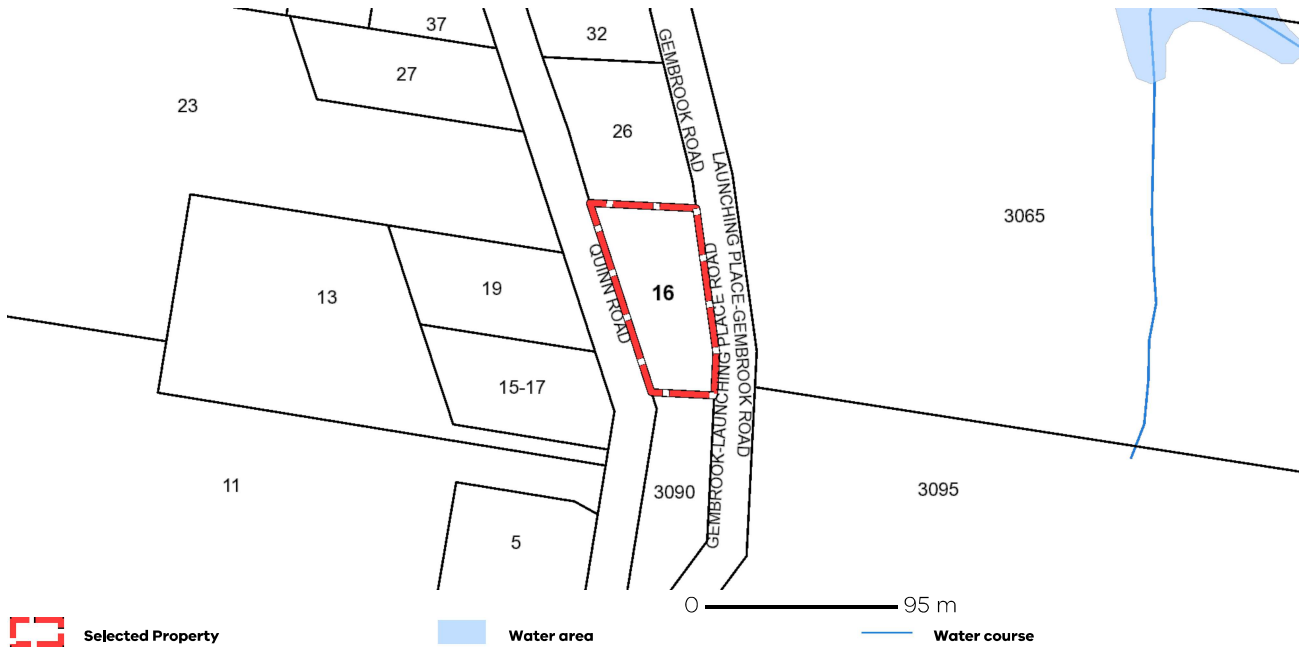 37
32
27
23
26
GEMBROOK ROAD
LAUNCHING PLACE-GEMBROOK ROAD
3065
QUINN ROAD
GEMBROOK-LAUNCHING PLACE ROAD
19
13
16
15-17
11
3090
3095
5
0 95 m
Selected Property
Water area
Water course